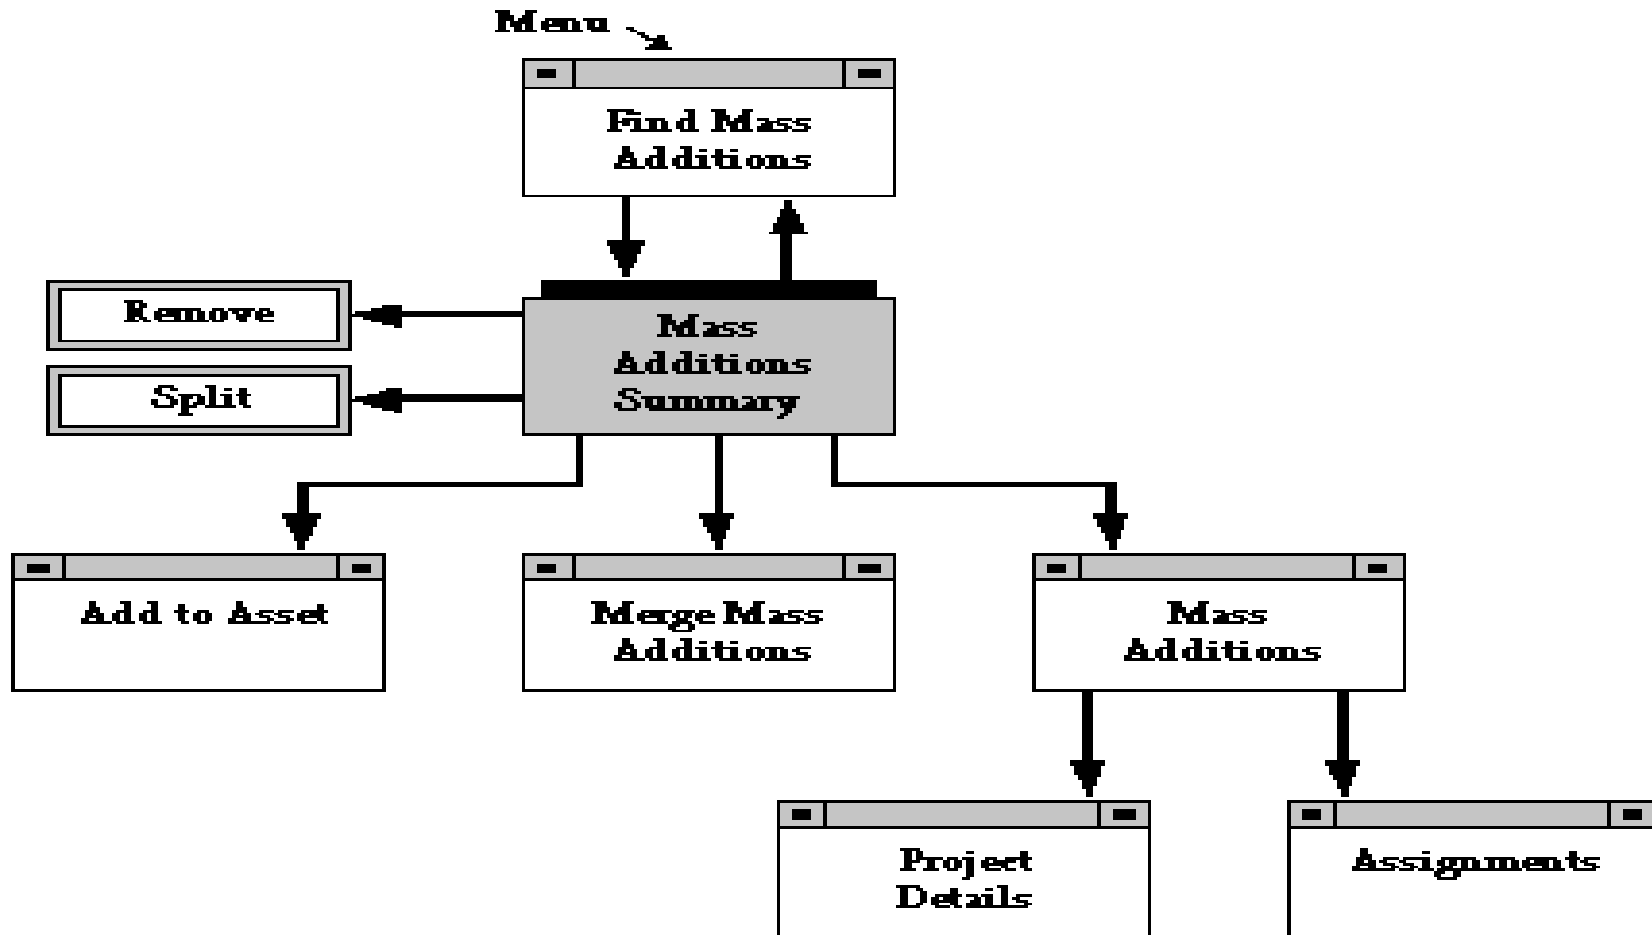 Menu
Find Mass
Additions
Remove
Split
Mass
Additions
Summary
Add to Asset
Merge Mass
Additions
Mass
Additions
Project
Details
Assignments